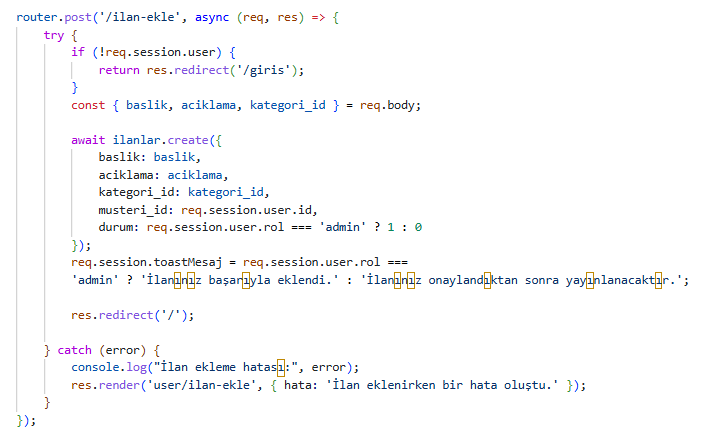 router.post('/ilan-ekle', async (req, res) => {
    try {
        if (!req.session.user) {
            return res.redirect('/giris');
        }
        const { baslik, aciklama, kategori_id } = req.body;

        await ilanlar.create({
            baslik: baslik,
            aciklama: aciklama,
            kategori_id: kategori_id,
            musteri_id: req.session.user.id,
            durum: req.session.user.rol === 'admin' ? 1 : 0
        });
        req.session.toastMesaj = req.session.user.rol ===
        'admin' ? 'İlanınız başarıyla eklendi.' : 'İlanınız onaylandıktan sonra yayınlanacaktır.';

        res.redirect('/');

    } catch (error) {
        console.log("İlan ekleme hatası:", error);
        res.render('user/ilan-ekle', { hata: 'İlan eklenirken bir hata oluştu.' });
    }
});